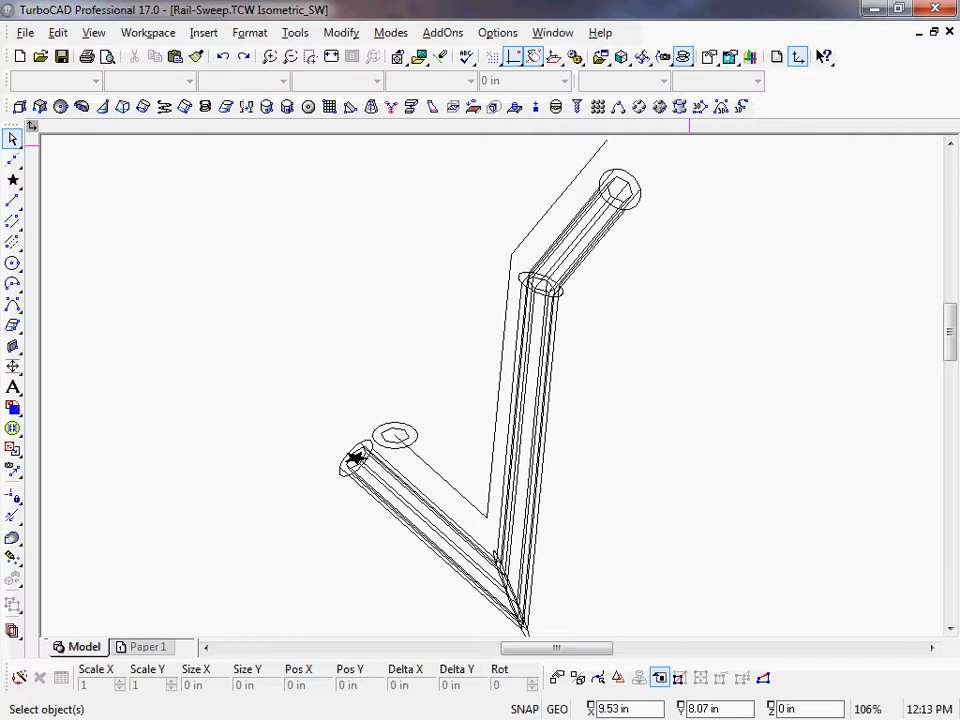 TurboCAD Professional 17.0 - [Rail-Sweep.TCW Isometric_SW]
File Edit View Workspace Insert Format Tools Modify Modes AddOns Options Window Help
0 in
Model Paper 1
Scale X Scale Y Size X Size Y Pos X Pos Y Delta X Delta Y Rot
1 1 0 in 0 in 0 in 0 in 0 in 0 in 0
Select object(s) SNAP GEO X 9.53 in Y 8.07 in Z 0 in 106% 12:13 PM